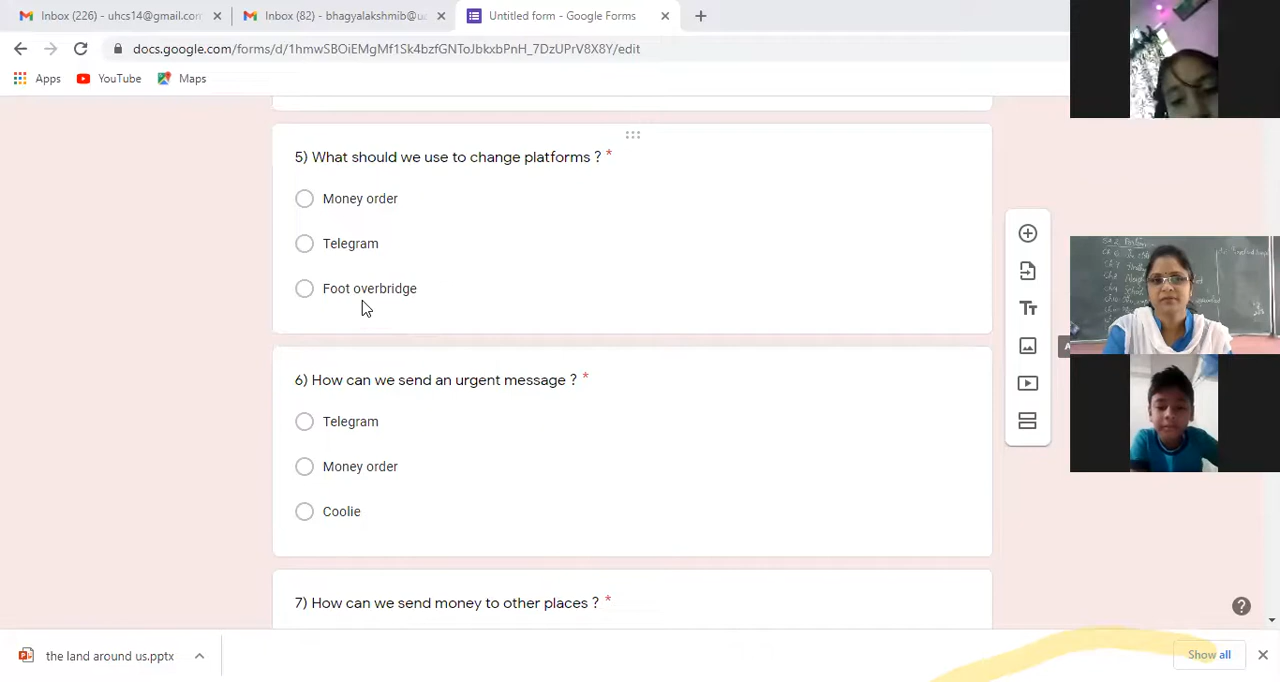 Inbox (226) - uhcs14@gmail.com
Inbox (82) - bhagyalakshmib@u
Untitled form - Google Forms
docs.google.com/forms/d/1hmwSBOiEMgMf1Sk4bzfGNToJbkxbPnH_7DzUPrV8X8Y/edit
Apps
YouTube
Maps
5) What should we use to change platforms ? *
Money order
Telegram
Foot overbridge
6) How can we send an urgent message ? *
Telegram
Money order
Coolie
7) How can we send money to other places ? *
the land around us.pptx
Show all